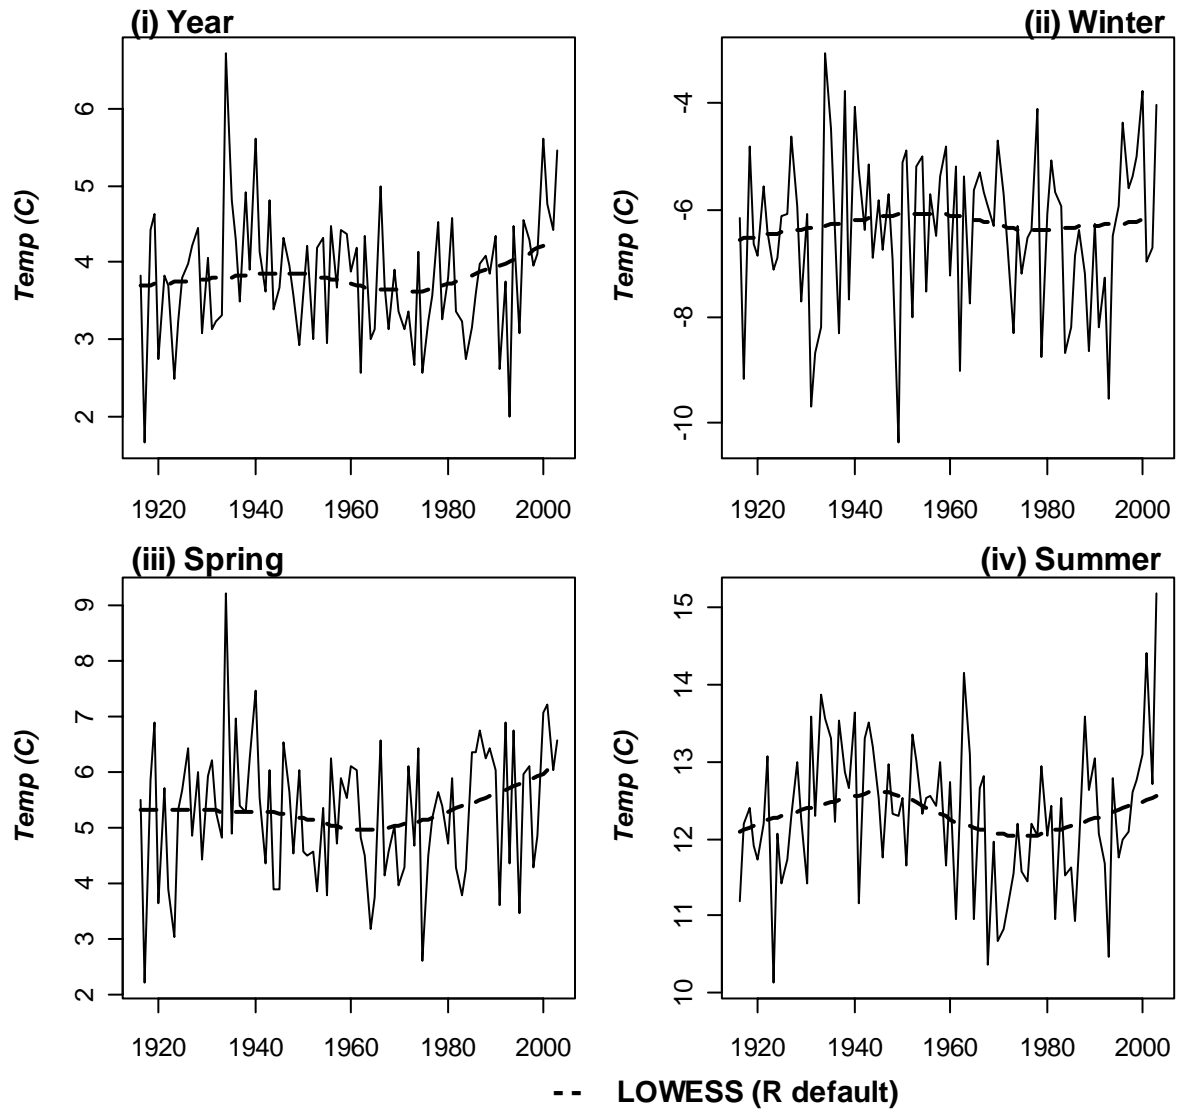 (i) Year
Temp (C)
6
5
4
3
2
1920 1940 1960 1980 2000
(ii) Winter
Temp (C)
-4
-6
-8
-10
1920 1940 1960 1980 2000
(iii) Spring
Temp (C)
9
8
7
6
5
4
3
2
1920 1940 1960 1980 2000
(iv) Summer
Temp (C)
15
14
13
12
11
10
1920 1940 1960 1980 2000
- - LOWESS (R default)